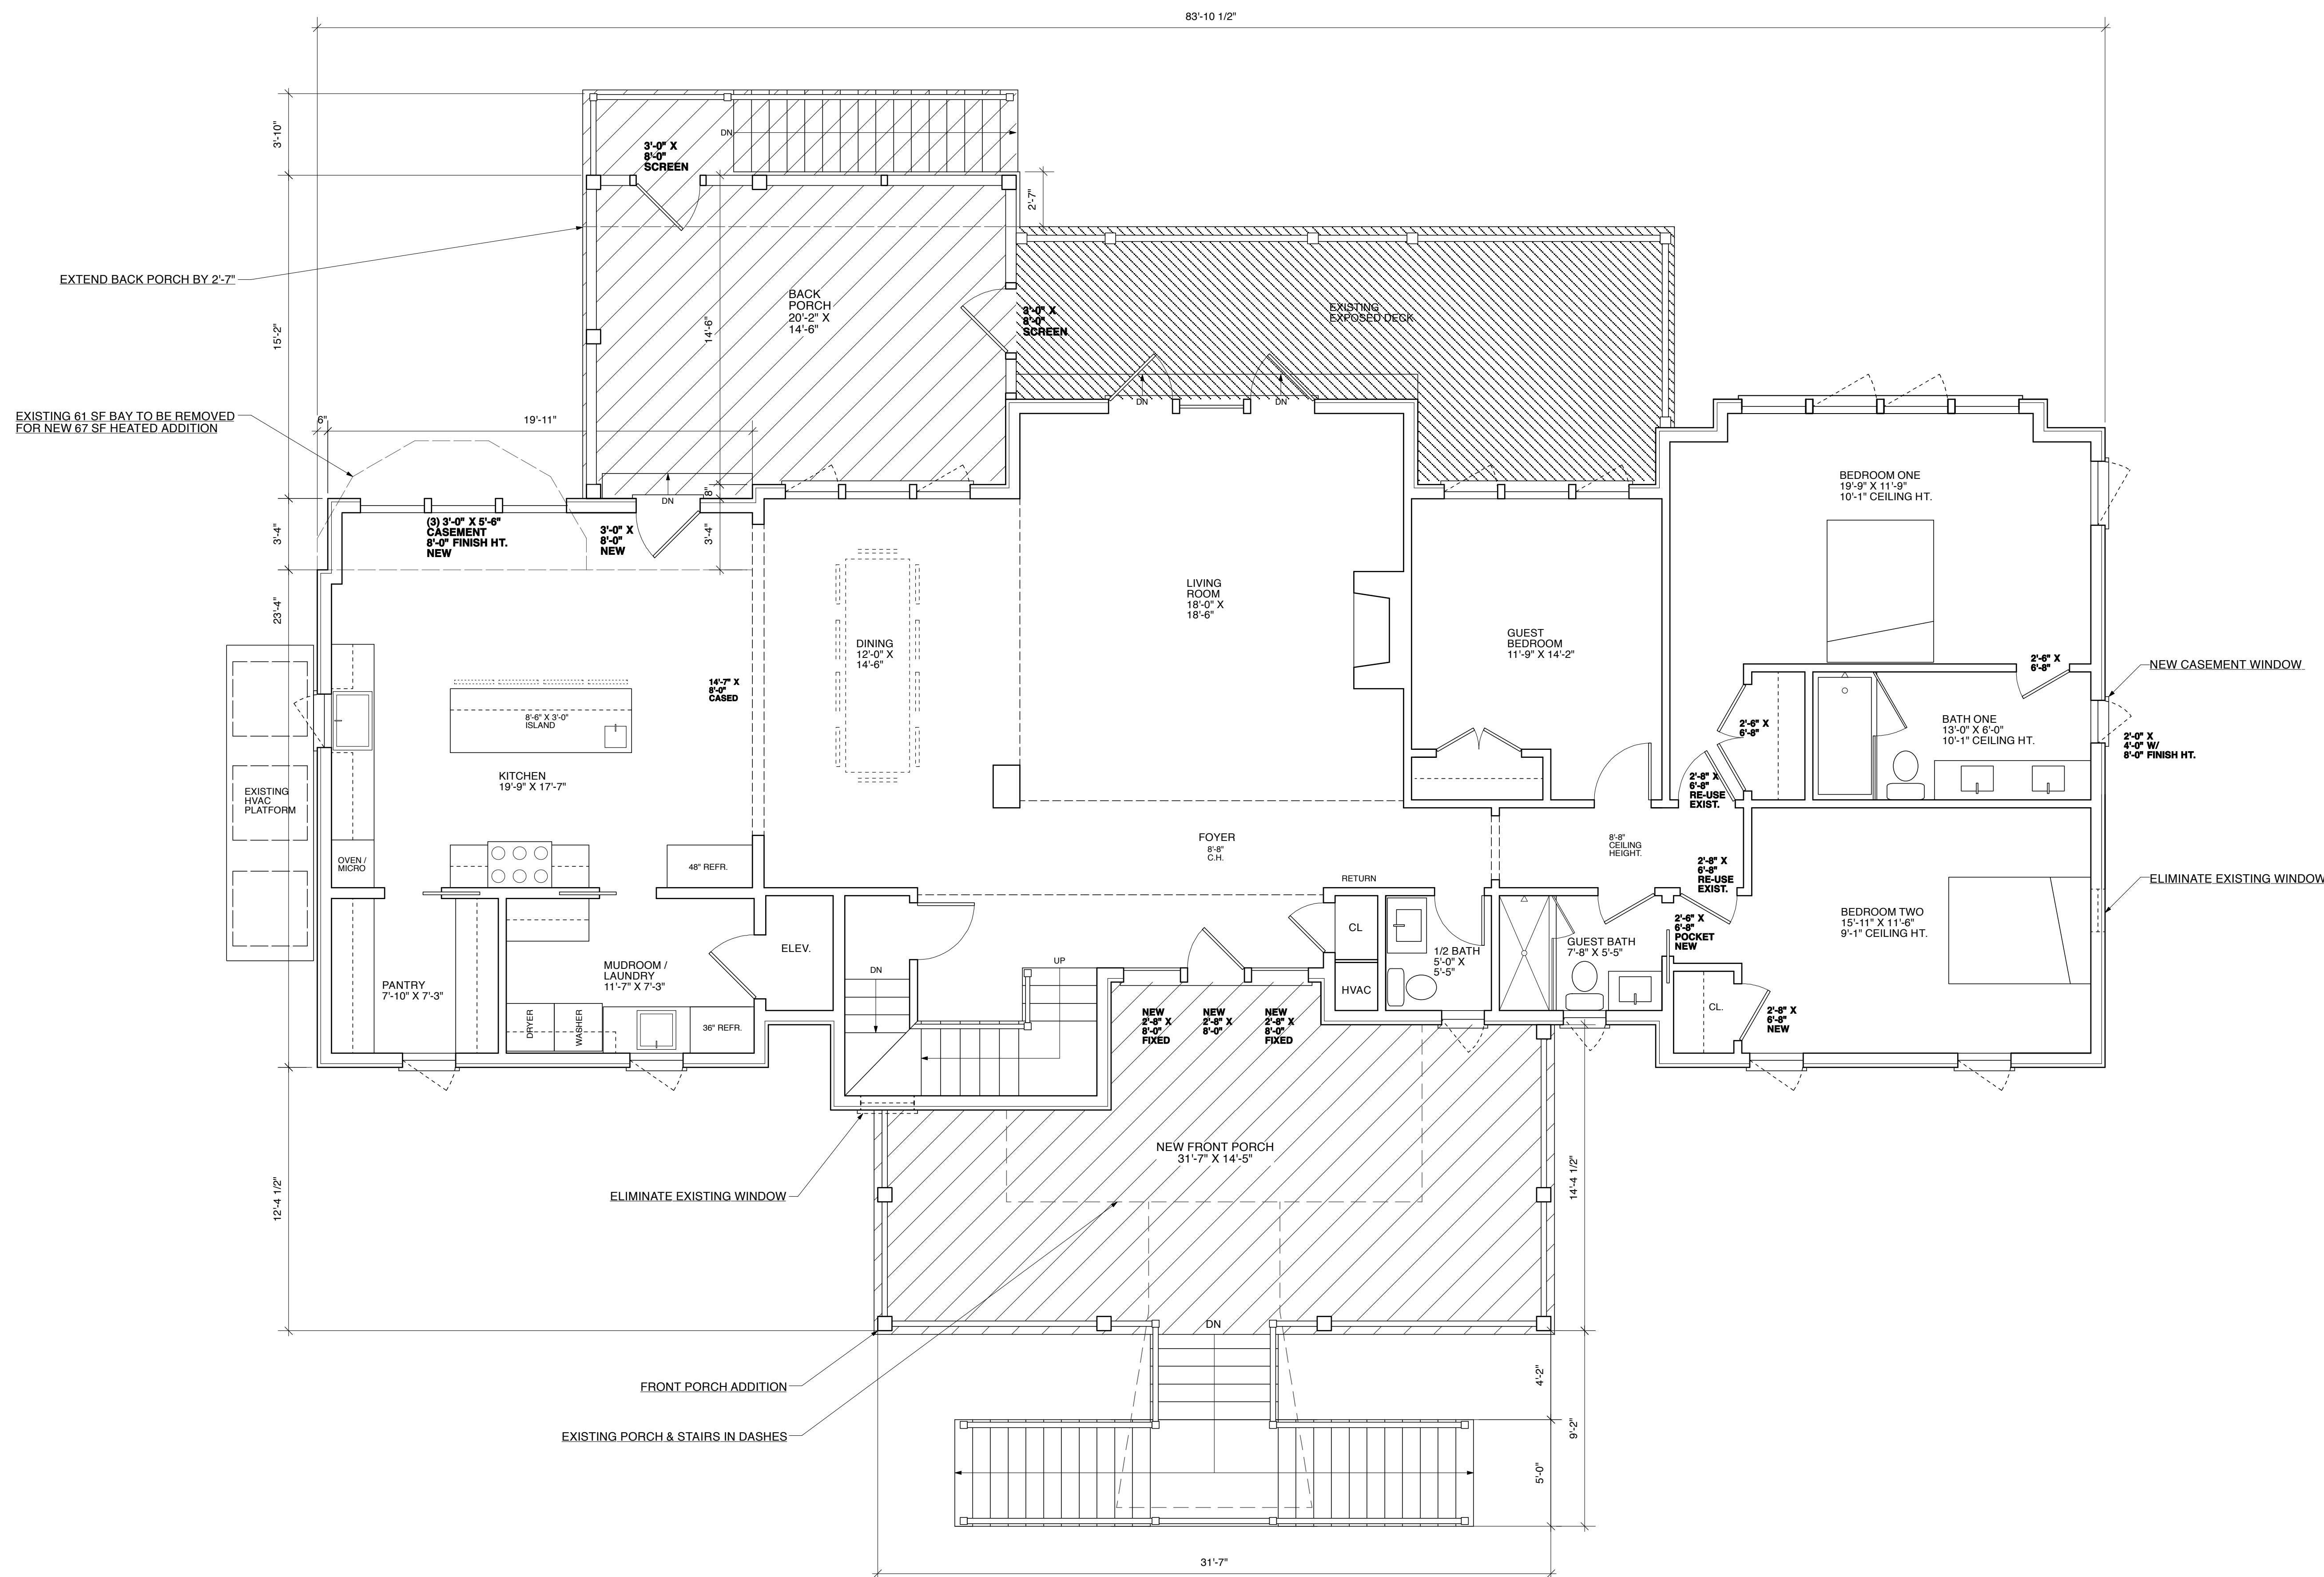 83'-10 1/2"
3'-10"
DN
3'-0" X
8'-0"
SCREEN
2'-7"
EXTEND BACK PORCH BY 2'-7"
BACK
PORCH
20'-2" X
14'-6"
14'-6"
15'-2"
3'-0" X
8'-0"
SCREEN
EXISTING
EXPOSED DECK
DN
DN
EXISTING 61 SF BAY TO BE REMOVED
FOR NEW 67 SF HEATED ADDITION
6"
19'-11"
8"
DN
BEDROOM ONE
19'-9" X 11'-9"
10'-1" CEILING HT.
(3) 3'-0" X 5'-6"
CASEMENT
8'-0" FINISH HT.
NEW
3'-0" X
8'-0"
NEW
3'-4"
3'-4"
23'-4"
LIVING
ROOM
18'-0" X
18'-6"
DINING
12'-0" X
14'-6"
GUEST
BEDROOM
11'-9" X 14'-2"
2'-6" X
6'-8"
NEW CASEMENT WINDOW
14'-7" X
8'-0"
CASED
8'-6" X 3'-0"
ISLAND
2'-6" X
6'-8"
BATH ONE
13'-0" X 6'-0"
10'-1" CEILING HT.
2'-0" X
4'-0" W/
8'-0" FINISH HT.
KITCHEN
19'-9" X 17'-7"
EXISTING
HVAC
PLATFORM
2'-8" X
6'-8"
RE-USE
EXIST.
FOYER
8'-8"
C.H.
8'-8"
CEILING
HEIGHT.
OVEN /
MICRO
48" REFR.
2'-8" X
6'-8"
RE-USE
EXIST.
RETURN
ELIMINATE EXISTING WINDOW
BEDROOM TWO
15'-11" X 11'-6"
9'-1" CEILING HT.
CL
2'-6" X
6'-8"
POCKET
NEW
ELEV.
1/2 BATH
5'-0" X
5'-5"
GUEST BATH
7'-8" X 5'-5"
MUDROOM /
LAUNDRY
11'-7" X 7'-3"
DN
UP
PANTRY
7'-10" X 7'-3"
HVAC
CL.
DRYER
WASHER
36" REFR.
NEW
2'-8" X
8'-0"
FIXED
NEW
2'-8" X
8'-0"
NEW
2'-8" X
8'-0"
FIXED
2'-8" X
6'-8"
NEW
NEW FRONT PORCH
31'-7" X 14'-5"
12'-4 1/2"
14'-4 1/2"
ELIMINATE EXISTING WINDOW
DN
FRONT PORCH ADDITION
4'-2"
9'-2"
EXISTING PORCH & STAIRS IN DASHES
5'-0"
31'-7"